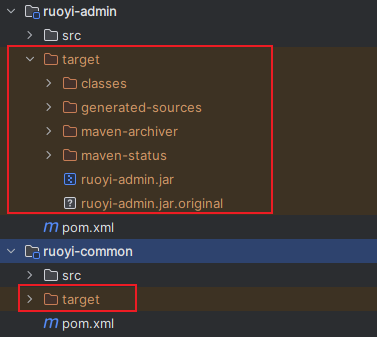 ruoyi-admin
src
target
classes
generated-sources
maven-archiver
maven-status
ruoyi-admin.jar
ruoyi-admin.jar.original
pom.xml
ruoyi-common
src
target
pom.xml